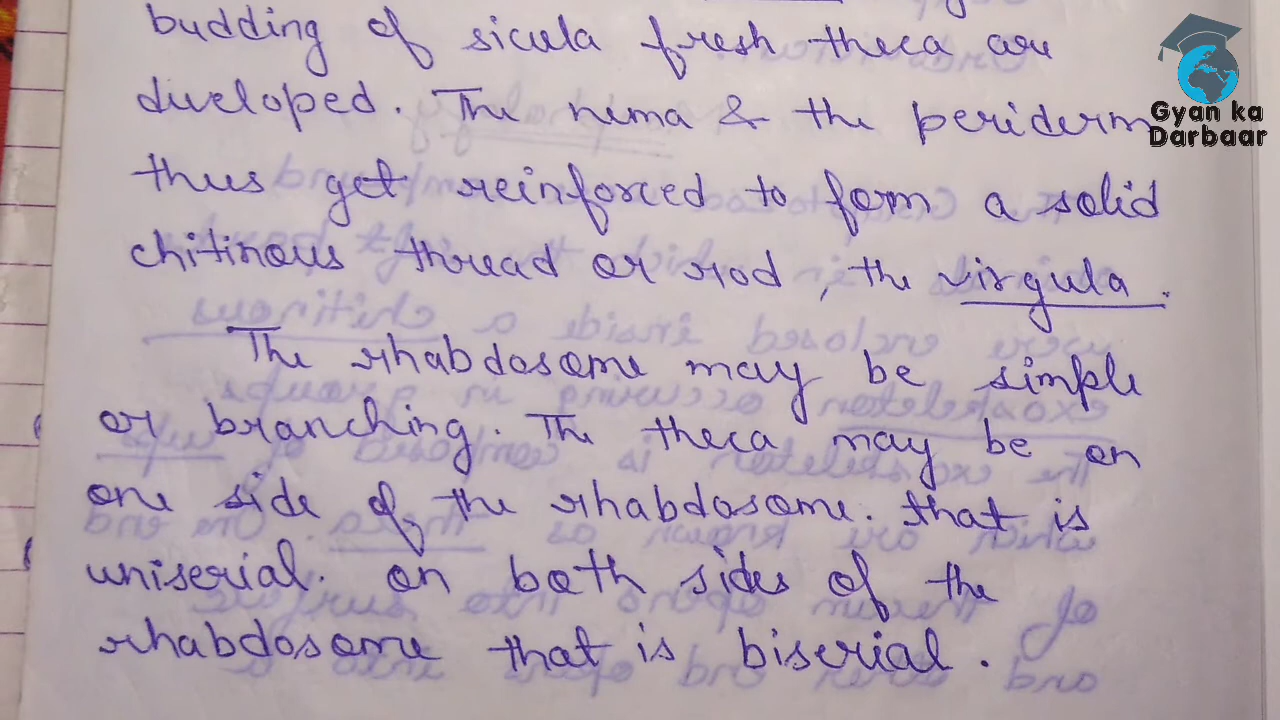 budding of sicula fresh theca are
diveloped. The nema & the periderm
thus get reinforced to form a solid
chitinous thread or rod, the virgula.
The rhabdosome may be simple
or branching. The theca may be on
one side of the rhabdosome. that is
uniserial. on both sides of the
rhabdosome that is biserial.
Gyan ka
Darbaar